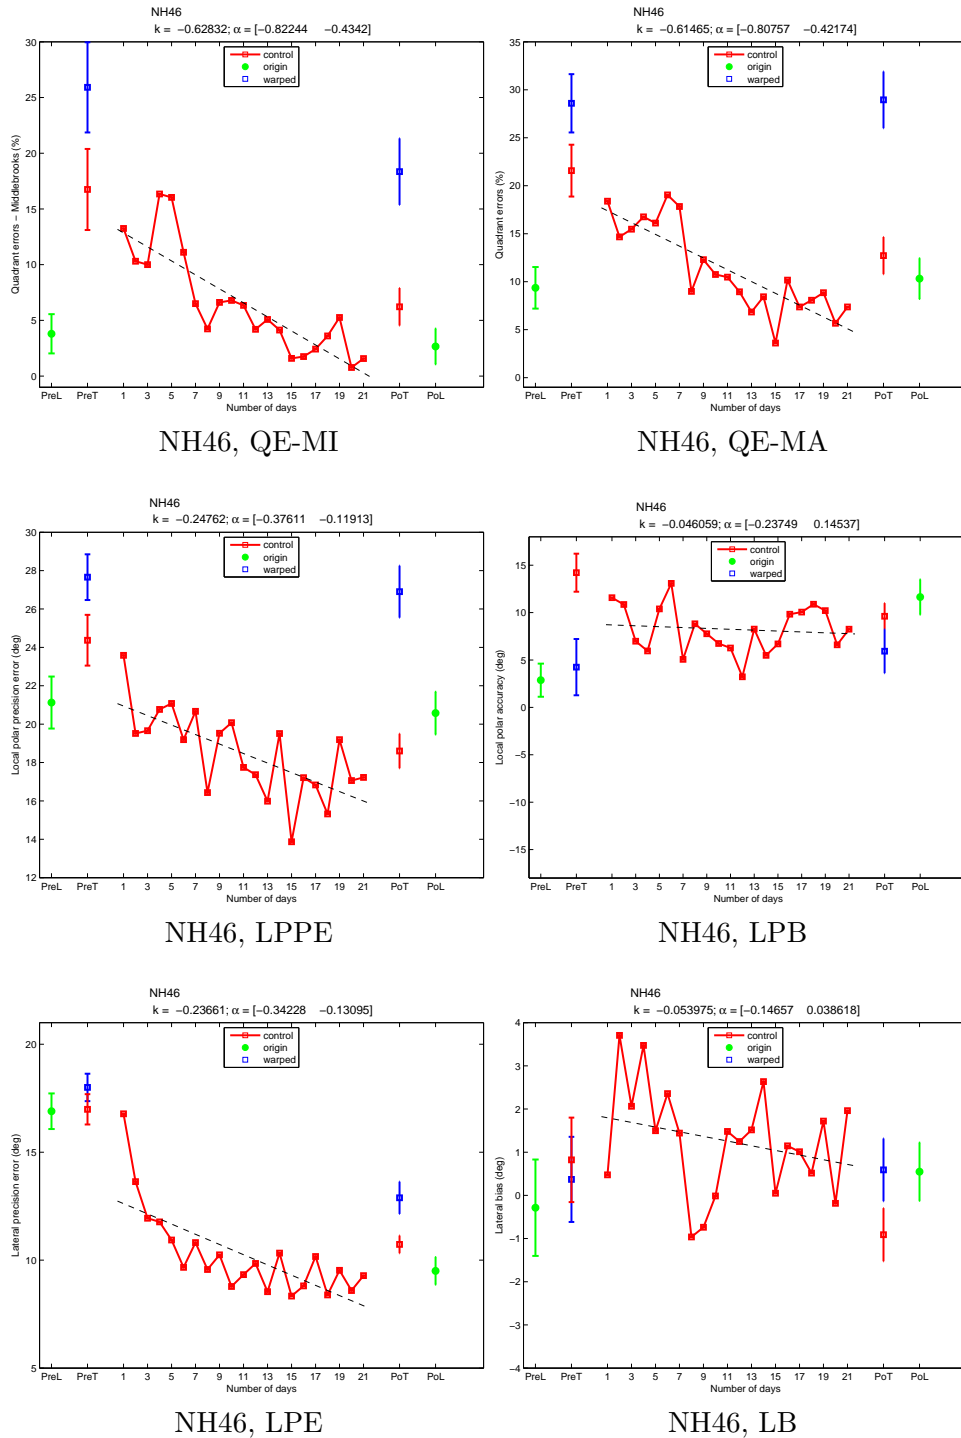 NH46
k = −0.62832; α = [−0.82244 −0.4342]
30
25
20
15
10
5
0
Quadrant errors − Middlebrooks (%)
control
origin
warped
PreL PreT 1 3 5 7 9 11 13 15 17 19 21 PoT PoL
Number of days
NH46, QE-MI
NH46
k = −0.61465; α = [−0.80757 −0.42174]
35
30
25
20
15
10
5
0
Quadrant errors (%)
control
origin
warped
PreL PreT 1 3 5 7 9 11 13 15 17 19 21 PoT PoL
Number of days
NH46, QE-MA
NH46
k = −0.24762; α = [−0.37611 −0.11913]
30
28
26
24
22
20
18
16
14
12
Local polar precision error (deg)
control
origin
warped
PreL PreT 1 3 5 7 9 11 13 15 17 19 21 PoT PoL
Number of days
NH46, LPPE
NH46
k = −0.046059; α = [−0.23749 0.14537]
15
10
5
0
−5
−10
−15
Local polar accuracy (deg)
control
origin
warped
PreL PreT 1 3 5 7 9 11 13 15 17 19 21 PoT PoL
Number of days
NH46, LPB
NH46
k = −0.23661; α = [−0.34228 −0.13095]
20
15
10
5
Lateral precision error (deg)
control
origin
warped
PreL PreT 1 3 5 7 9 11 13 15 17 19 21 PoT PoL
Number of days
NH46, LPE
NH46
k = −0.053975; α = [−0.14657 0.038618]
4
3
2
1
0
−1
−2
−3
−4
Lateral bias (deg)
control
origin
warped
PreL PreT 1 3 5 7 9 11 13 15 17 19 21 PoT PoL
Number of days
NH46, LB